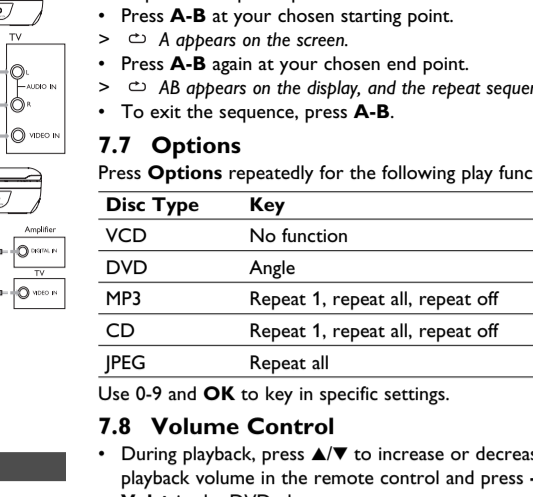 TV
L
AUDIO IN
R
VIDEO IN
Amplifier
DIGITAL IN
TV
VIDEO IN
• Press A-B at your chosen starting point.
> A appears on the screen.
• Press A-B again at your chosen end point.
> AB appears on the display, and the repeat
• To exit the sequence, press A-B.
7.7 Options
Press Options repeatedly for the following play
Disc Type Key
VCD No function
DVD Angle
MP3 Repeat 1, repeat all, repeat off
CD Repeat 1, repeat all, repeat off
JPEG Repeat all
Use 0-9 and OK to key in specific settings.
7.8 Volume Control
• During playback, press ▲/▼ to increase or
playback volume in the remote control and press